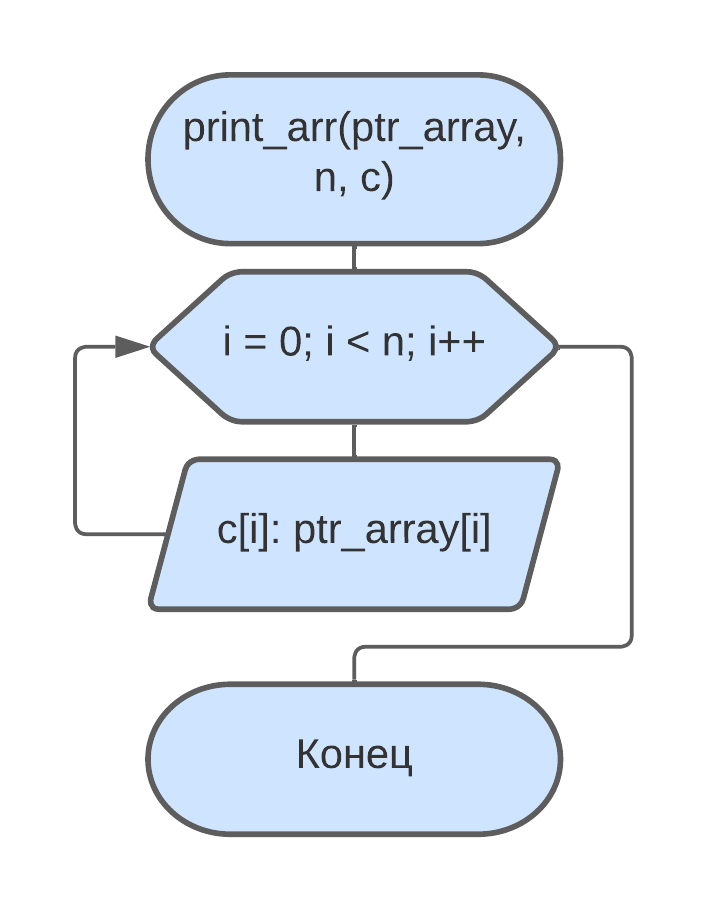 print_arr(ptr_array,
n, c)
i = 0; i < n; i++
c[i]: ptr_array[i]
Конец